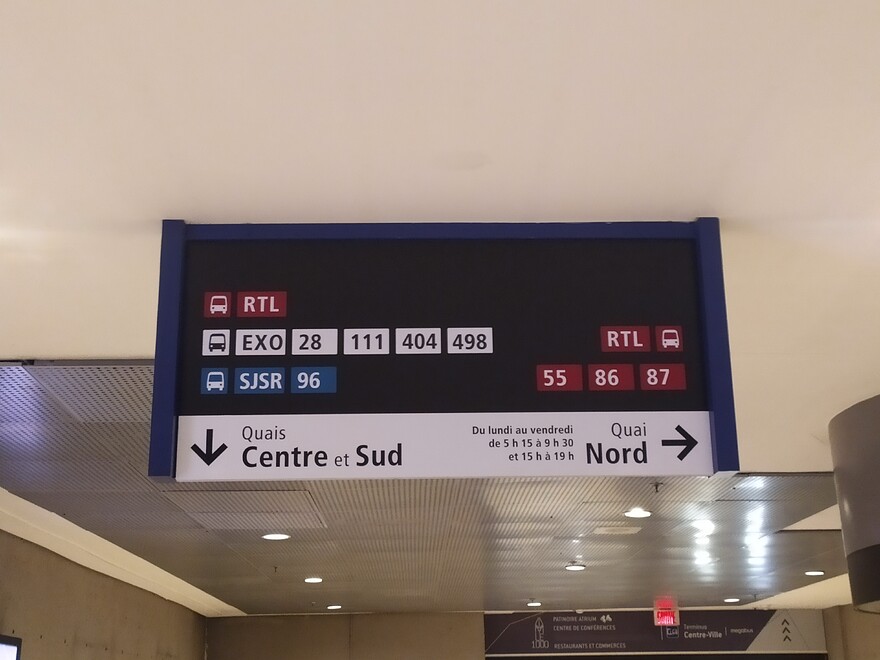 RTL
EXO 28 111 404 498
SJSR 96
Quais
Centre et Sud
RTL
55 86 87
Du lundi au vendredi
de 5 h 15 à 9 h 30
et 15 h à 19 h
Quai
Nord
Sortie
1000
PATINOIRE ATRIUM
CENTRE DE CONFÉRENCES
RESTAURANTS ET COMMERCES
Terminus
Centre-Ville